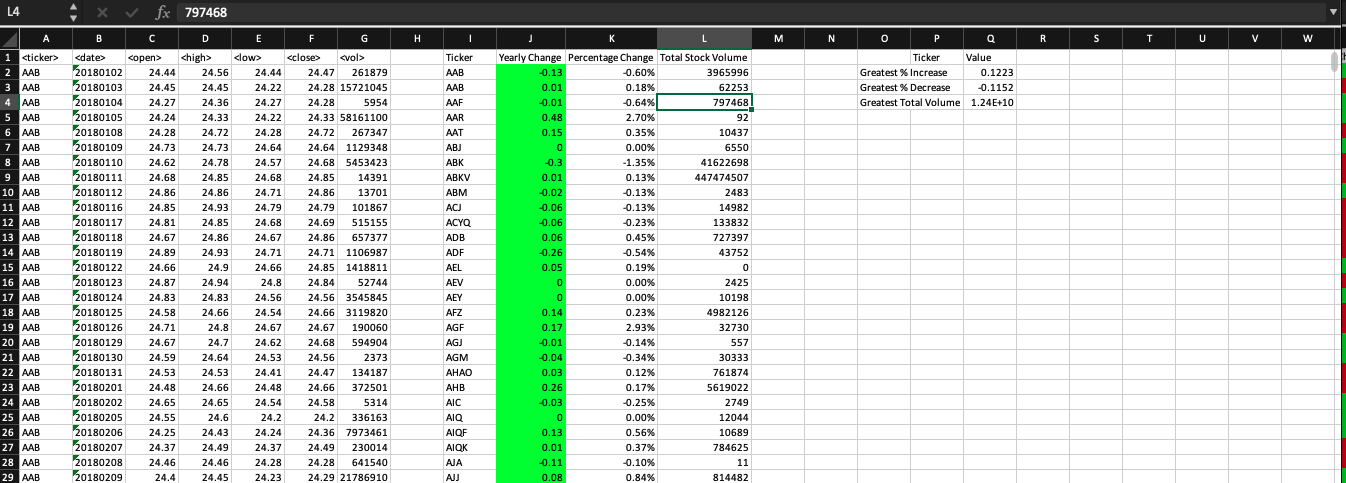 L4 fx 797468
A B C D E F G H I J K L M N O P Q R S T U V W
1 <ticker> <date> <open> <high> <low> <close> <vol> Ticker Yearly Change Percentage Change Total Stock Volume Ticker Value
2 AAB 20180102 24.44 24.56 24.44 24.47 261879 AAB -0.13 -0.60% 3965996 Greatest % Increase 0.1223
3 AAB 20180103 24.45 24.45 24.22 24.28 15721045 AAB 0.01 0.18% 62253 Greatest % Decrease -0.1152
4 AAB 20180104 24.27 24.36 24.27 24.28 5954 AAF -0.01 -0.64% 797468 Greatest Total Volume 1.24E+10
5 AAB 20180105 24.24 24.33 24.22 24.33 58161100 AAR 0.48 2.70% 92
6 AAB 20180108 24.28 24.72 24.28 24.72 267347 AAT 0.15 0.35% 10437
7 AAB 20180109 24.73 24.73 24.64 24.64 1129348 ABJ 0 0.00% 6550
8 AAB 20180110 24.62 24.78 24.57 24.68 5453423 ABK -0.3 -1.35% 41622698
9 AAB 20180111 24.68 24.85 24.68 24.85 14391 ABKV 0.01 0.13% 447474507
10 AAB 20180112 24.86 24.86 24.71 24.86 13701 ABM -0.02 -0.13% 2483
11 AAB 20180116 24.85 24.93 24.79 24.79 101867 ACJ -0.06 -0.13% 14982
12 AAB 20180117 24.81 24.85 24.68 24.69 515155 ACYQ -0.06 -0.23% 133832
13 AAB 20180118 24.67 24.86 24.67 24.86 657377 ADB 0.06 0.45% 727397
14 AAB 20180119 24.89 24.93 24.71 24.71 1106987 ADF -0.26 -0.54% 43752
15 AAB 20180122 24.66 24.9 24.66 24.85 1418811 AEL 0.05 0.19% 0
16 AAB 20180123 24.87 24.94 24.8 24.84 52744 AEV 0 0.00% 2425
17 AAB 20180124 24.83 24.83 24.56 24.56 3545845 AEY 0 0.00% 10198
18 AAB 20180125 24.58 24.66 24.54 24.66 3119820 AFZ 0.14 0.23% 4982126
19 AAB 20180126 24.71 24.8 24.67 24.67 190060 AGF 0.17 2.93% 32730
20 AAB 20180129 24.67 24.7 24.62 24.68 594904 AGJ -0.01 -0.14% 557
21 AAB 20180130 24.59 24.64 24.53 24.56 2373 AGM -0.04 -0.34% 30333
22 AAB 20180131 24.53 24.53 24.41 24.47 134187 AHAO 0.03 0.12% 761874
23 AAB 20180201 24.48 24.66 24.48 24.66 372501 AHB 0.26 0.17% 5619022
24 AAB 20180202 24.65 24.65 24.54 24.58 5314 AIC -0.03 -0.25% 2749
25 AAB 20180205 24.55 24.6 24.2 24.2 336163 AIQ 0 0.00% 12044
26 AAB 20180206 24.25 24.43 24.24 24.36 7973461 AIQF 0.13 0.56% 10689
27 AAB 20180207 24.37 24.49 24.37 24.49 230014 AIQK 0.01 0.37% 784625
28 AAB 20180208 24.46 24.46 24.28 24.28 641540 AJA -0.11 -0.10% 11
29 AAB 20180209 24.4 24.45 24.23 24.29 21786910 AJJ 0.08 0.84% 814482